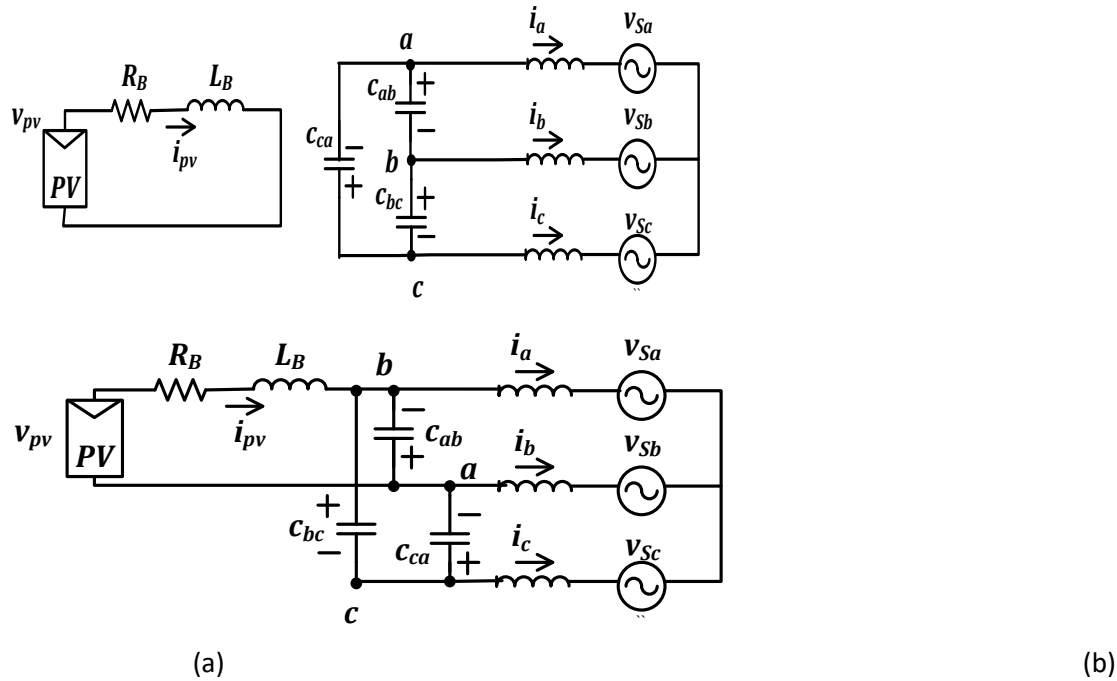 a
i_a
v_Sa
R_B
L_B
c_ab
+
−
v_pv
i_pv
PV
c_ca
−
+
b
i_b
v_Sb
c_bc
+
−
i_c
v_Sc
c
R_B
L_B
b
i_a
v_Sa
v_pv
PV
i_pv
−
c_ab
+
a
i_b
v_Sb
+
c_bc
−
−
c_ca
+
i_c
v_Sc
c
(a) (b)